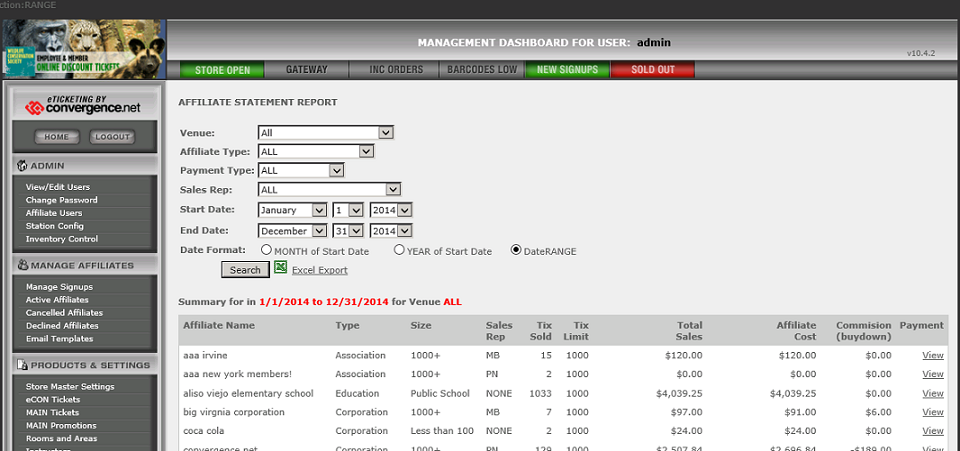 ction:RANGE
WILDLIFE CONSERVATION SOCIETY
EMPLOYEE & MEMBER
ONLINE DISCOUNT TICKETS
MANAGEMENT DASHBOARD FOR USER: admin
v10.4.2
STORE OPEN GATEWAY INC ORDERS BARCODES LOW NEW SIGNUPS SOLD OUT
eTICKETING BY
convergence.net
HOME LOGOUT
ADMIN
View/Edit Users
Change Password
Affiliate Users
Station Config
Inventory Control
MANAGE AFFILIATES
Manage Signups
Active Affiliates
Cancelled Affiliates
Declined Affiliates
Email Templates
PRODUCTS & SETTINGS
Store Master Settings
eCON Tickets
MAIN Tickets
MAIN Promotions
Rooms and Areas
Instructors
AFFILIATE STATEMENT REPORT
Venue: All
Affiliate Type: ALL
Payment Type: ALL
Sales Rep: ALL
Start Date: January 1 2014
End Date: December 31 2014
Date Format: MONTH of Start Date YEAR of Start Date DateRANGE
Search Excel Export
Summary for in 1/1/2014 to 12/31/2014 for Venue ALL
Affiliate Name Type Size Sales Rep Tix Sold Tix Limit Total Sales Affiliate Cost Commision (buydown) Payment
aaa irvine Association 1000+ MB 15 1000 $120.00 $120.00 $0.00 View
aaa new york members! Association 1000+ PN 2 1000 $0.00 $0.00 $0.00 View
aliso viejo elementary school Education Public School NONE 1033 1000 $4,039.25 $4,039.25 $0.00 View
big virgnia corporation Corporation 1000+ MB 7 1000 $97.00 $91.00 $6.00 View
coca cola Corporation Less than 100 NONE 2 1000 $24.00 $24.00 $0.00 View
convergence.net Corporation 1000+ PN 129 1000 $2,507.84 $2,696.84 -$189.00 View